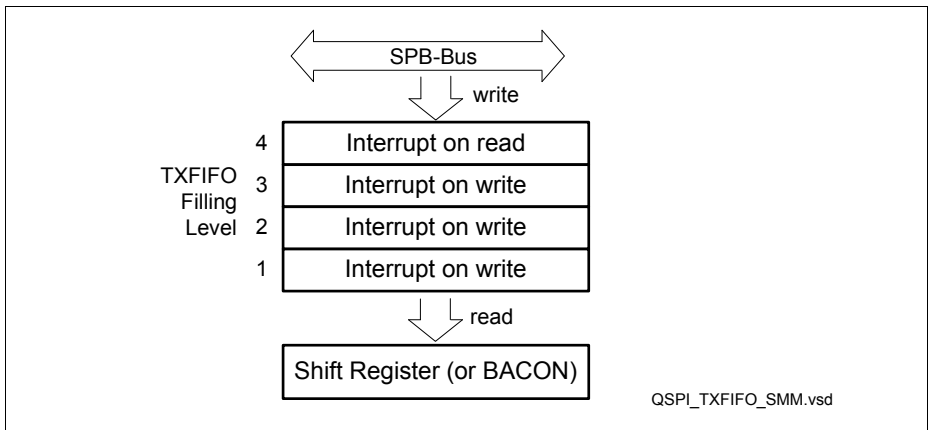 SPB-Bus
write
4 Interrupt on read
TXFIFO
Filling
Level
3 Interrupt on write
2 Interrupt on write
1 Interrupt on write
read
Shift Register (or BACON)
QSPI_TXFIFO_SMM.vsd